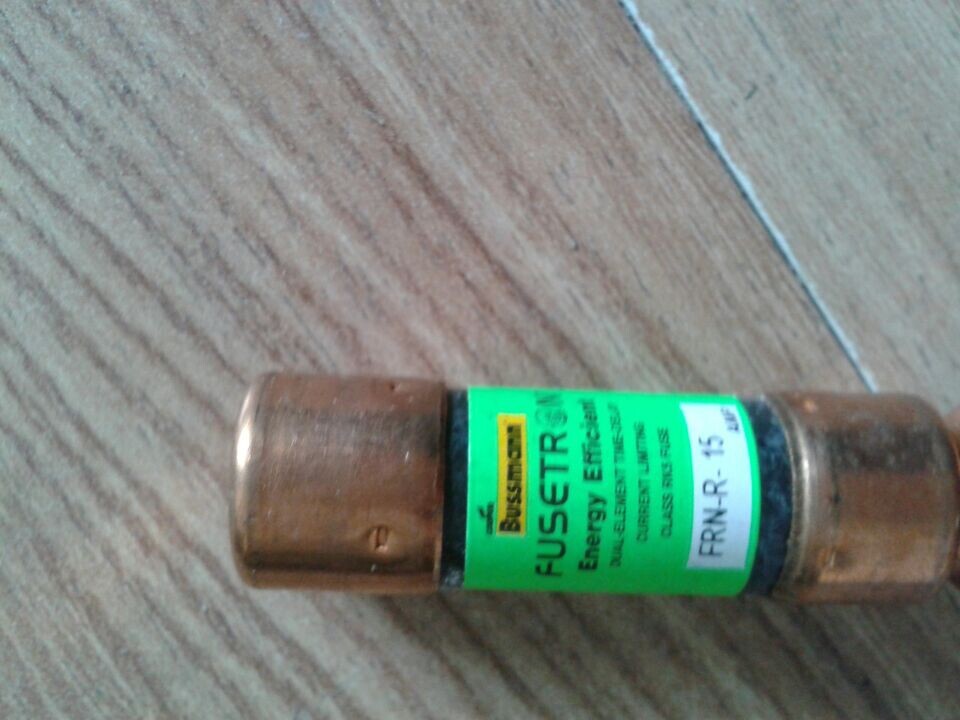 Bussmann
FUSETRON
Energy Efficient
DUAL-ELEMENT TIME-DELAY
CURRENT LIMITING
CLASS RK5 FUSE
FRN-R-15
AMP